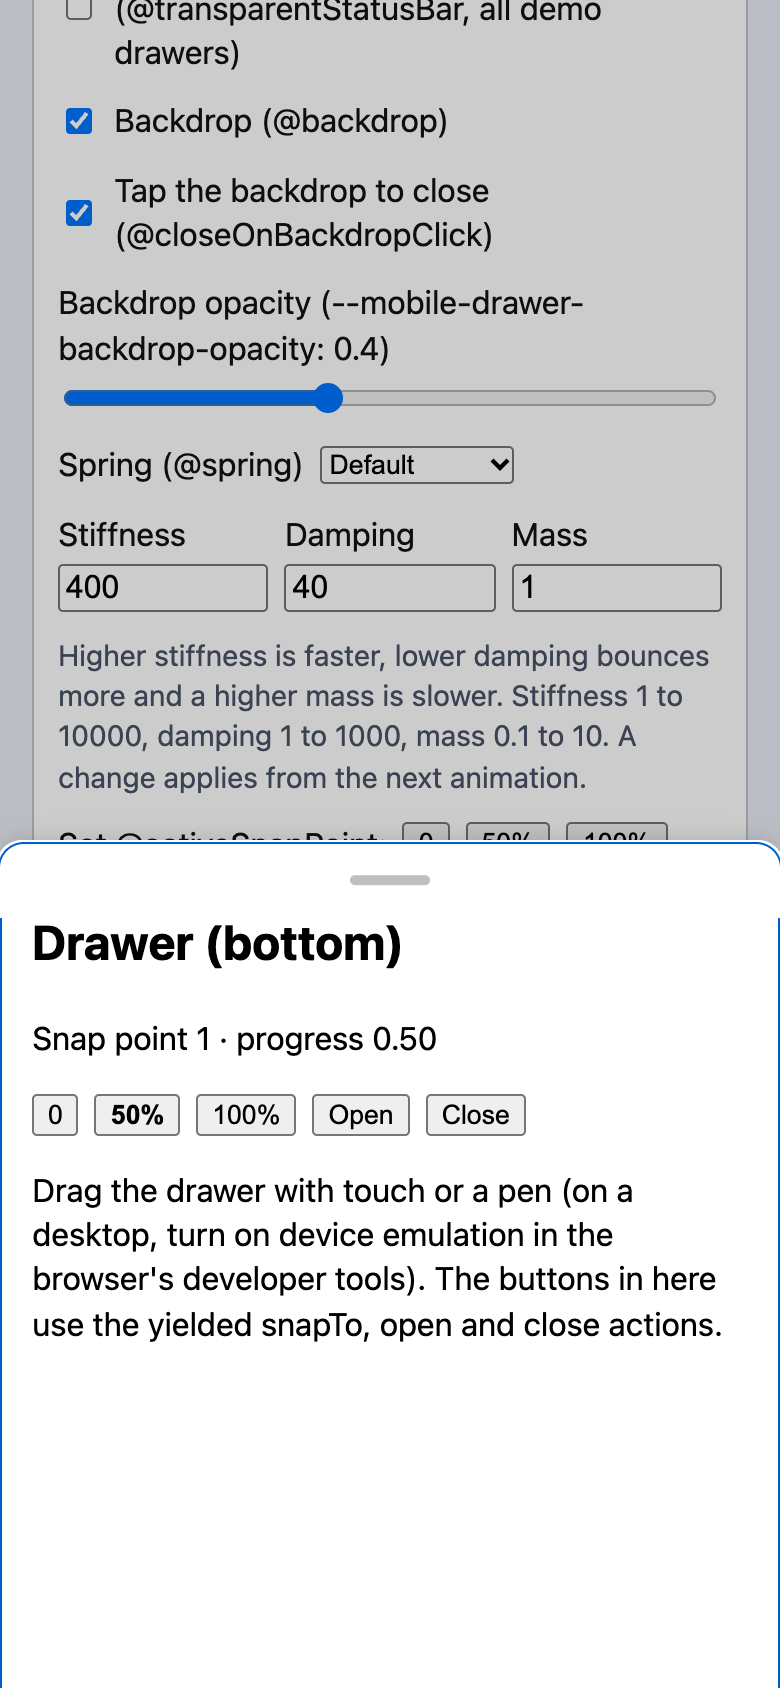 (@transparentStatusBar, all demo
drawers)
Backdrop (@backdrop)
Tap the backdrop to close
(@closeOnBackdropClick)
Backdrop opacity (--mobile-drawer-
backdrop-opacity: 0.4)
Spring (@spring) Default
Stiffness Damping Mass
400 40 1
Higher stiffness is faster, lower damping bounces
more and a higher mass is slower. Stiffness 1 to
10000, damping 1 to 1000, mass 0.1 to 10. A
change applies from the next animation.
Set @activeSnapPoint: 0 50% 100%
Drawer (bottom)
Snap point 1 · progress 0.50
0 50% 100% Open Close
Drag the drawer with touch or a pen (on a
desktop, turn on device emulation in the
browser's developer tools). The buttons in here
use the yielded snapTo, open and close actions.